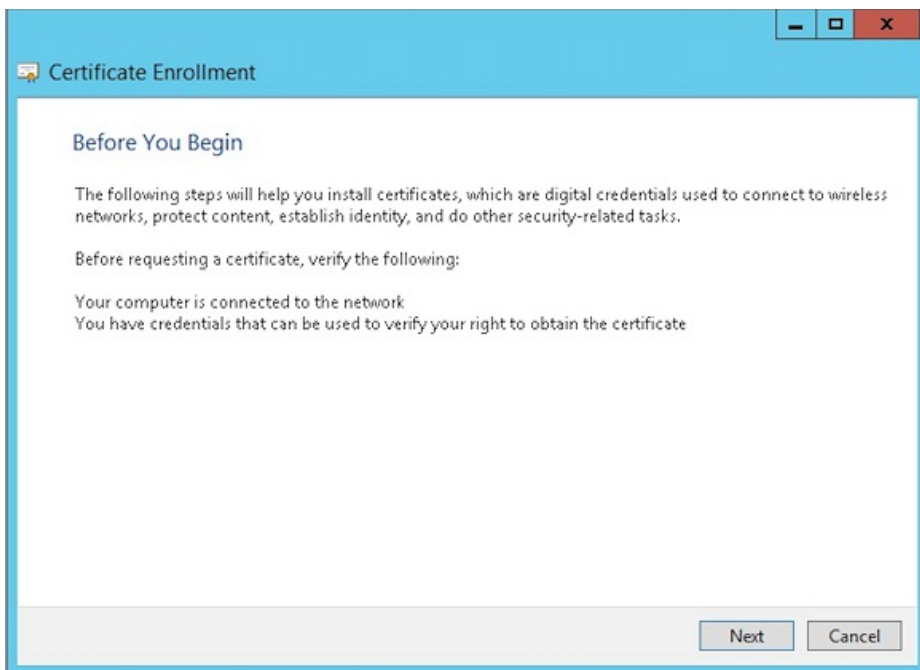 Certificate Enrollment
Before You Begin
The following steps will help you install certificates, which are digital credentials used to connect to wireless
networks, protect content, establish identity, and do other security-related tasks.
Before requesting a certificate, verify the following:
Your computer is connected to the network
You have credentials that can be used to verify your right to obtain the certificate
Next
Cancel